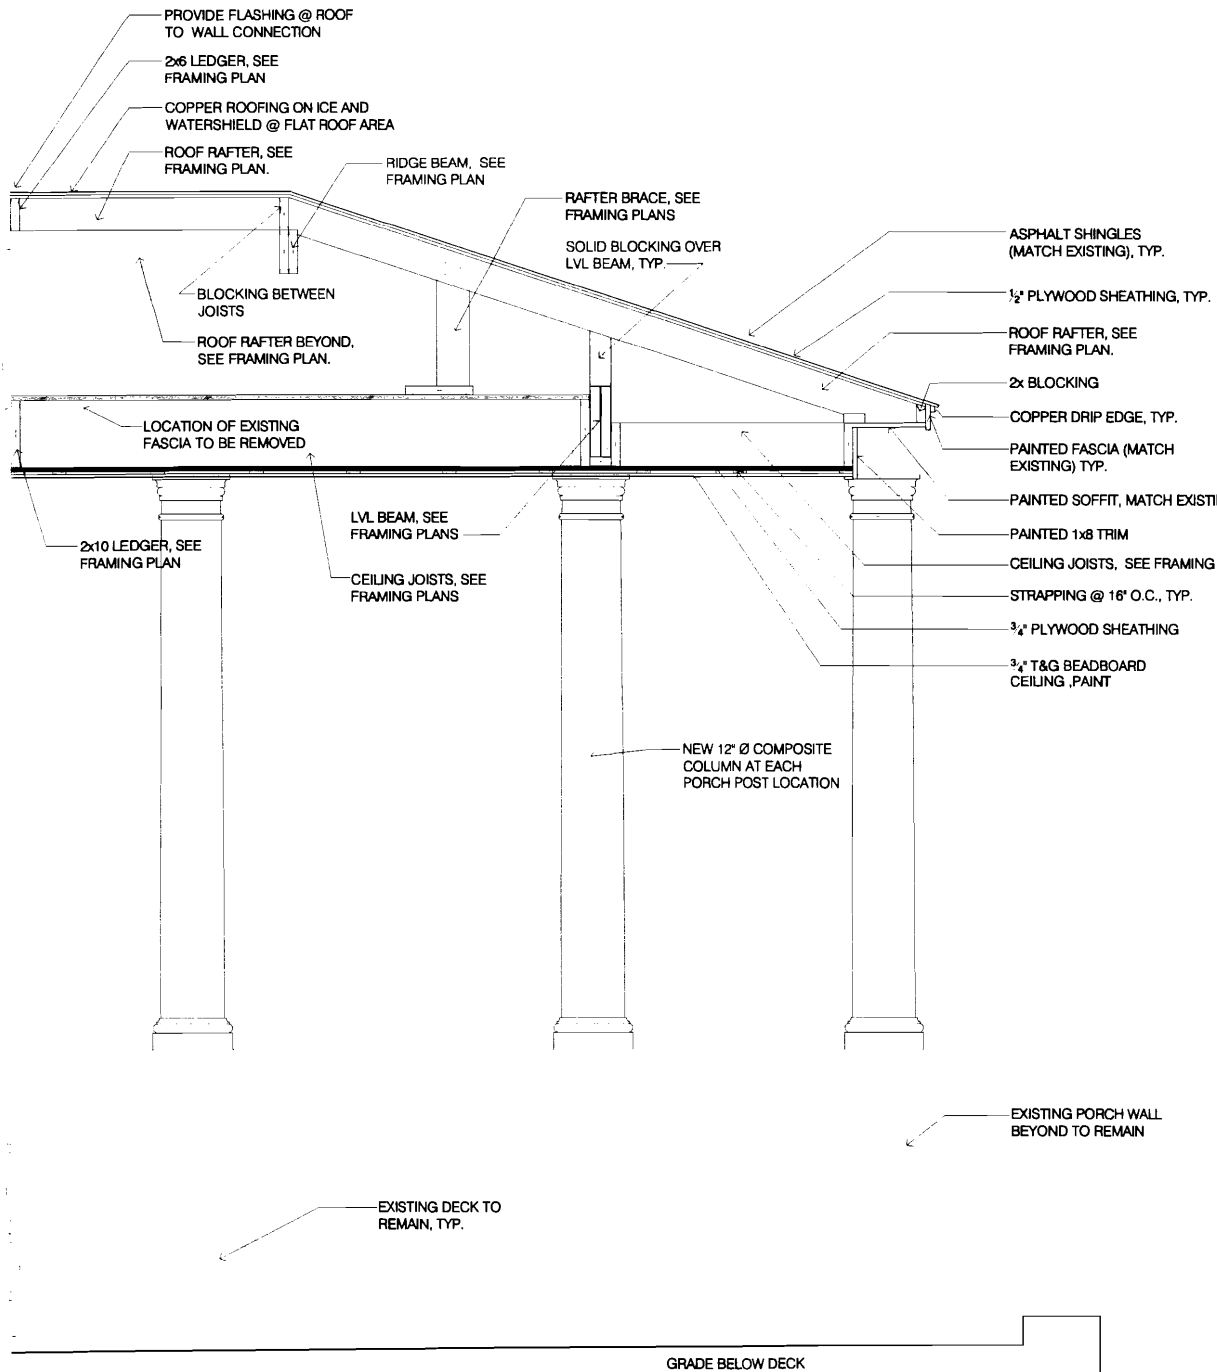 PROVIDE FLASHING @ ROOF
TO WALL CONNECTION
2x6 LEDGER, SEE
FRAMING PLAN
COPPER ROOFING ON ICE AND
WATERSHIELD @ FLAT ROOF AREA
ROOF RAFTER, SEE
FRAMING PLAN.
RIDGE BEAM, SEE
FRAMING PLAN
RAFTER BRACE, SEE
FRAMING PLANS
SOLID BLOCKING OVER
LVL BEAM, TYP.
BLOCKING BETWEEN
JOISTS
ROOF RAFTER BEYOND,
SEE FRAMING PLAN.
LOCATION OF EXISTING
FASCIA TO BE REMOVED
2x10 LEDGER, SEE
FRAMING PLAN
LVL BEAM, SEE
FRAMING PLANS
CEILING JOISTS, SEE
FRAMING PLANS
ASPHALT SHINGLES
(MATCH EXISTING), TYP.
1/2" PLYWOOD SHEATHING, TYP.
ROOF RAFTER, SEE
FRAMING PLAN.
2x BLOCKING
COPPER DRIP EDGE, TYP.
PAINTED FASCIA (MATCH
EXISTING) TYP.
PAINTED SOFFIT, MATCH EXISTI
PAINTED 1x8 TRIM
CEILING JOISTS, SEE FRAMING
STRAPPING @ 16" O.C., TYP.
3/4" PLYWOOD SHEATHING
3/4" T&G BEADBOARD
CEILING ,PAINT
NEW 12" Ø COMPOSITE
COLUMN AT EACH
PORCH POST LOCATION
EXISTING PORCH WALL
BEYOND TO REMAIN
EXISTING DECK TO
REMAIN, TYP.
GRADE BELOW DECK